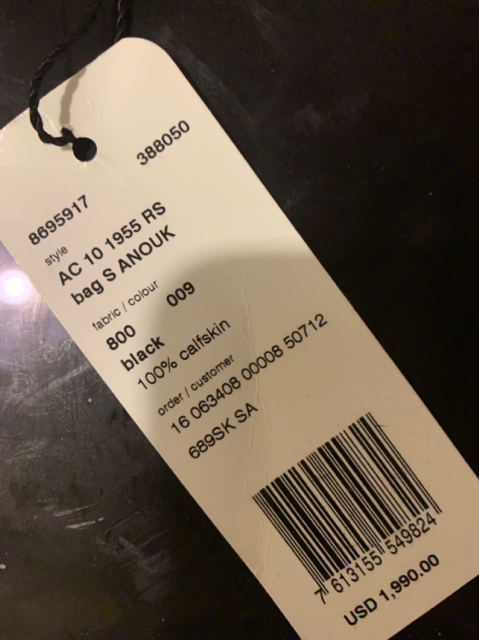 388050
8695917
style
AC 10 1955 RS
bag S ANOUK
fabric / colour
800 009
black
100% calfskin
order / customer
16 063408 00008 50712
689SK SA
7 613155 549824
USD 1,990.00